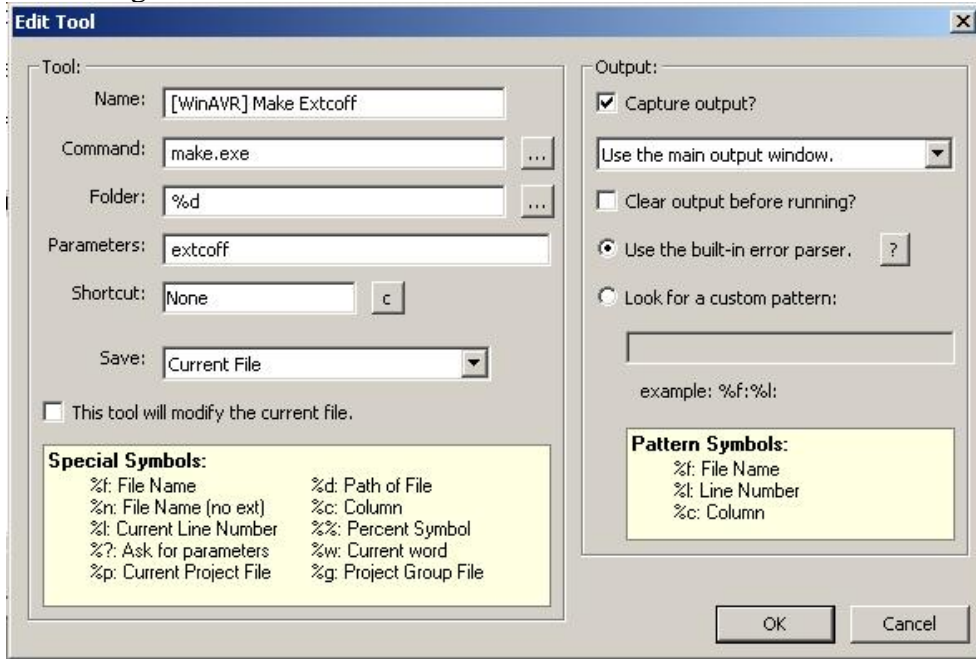 Edit Tool
Tool:
Name: [WinAVR] Make Extcoff
Command: make.exe ...
Folder: %d ...
Parameters: extcoff
Shortcut: None c
Save: Current File
This tool will modify the current file.
Special Symbols:
%f: File Name %d: Path of File
%n: File Name (no ext) %c: Column
%l: Current Line Number %%: Percent Symbol
%?: Ask for parameters %w: Current word
%p: Current Project File %g: Project Group File
Output:
Capture output?
Use the main output window.
Clear output before running?
Use the built-in error parser. ?
Look for a custom pattern:
example: %f:%l:
Pattern Symbols:
%f: File Name
%l: Line Number
%c: Column
OK Cancel